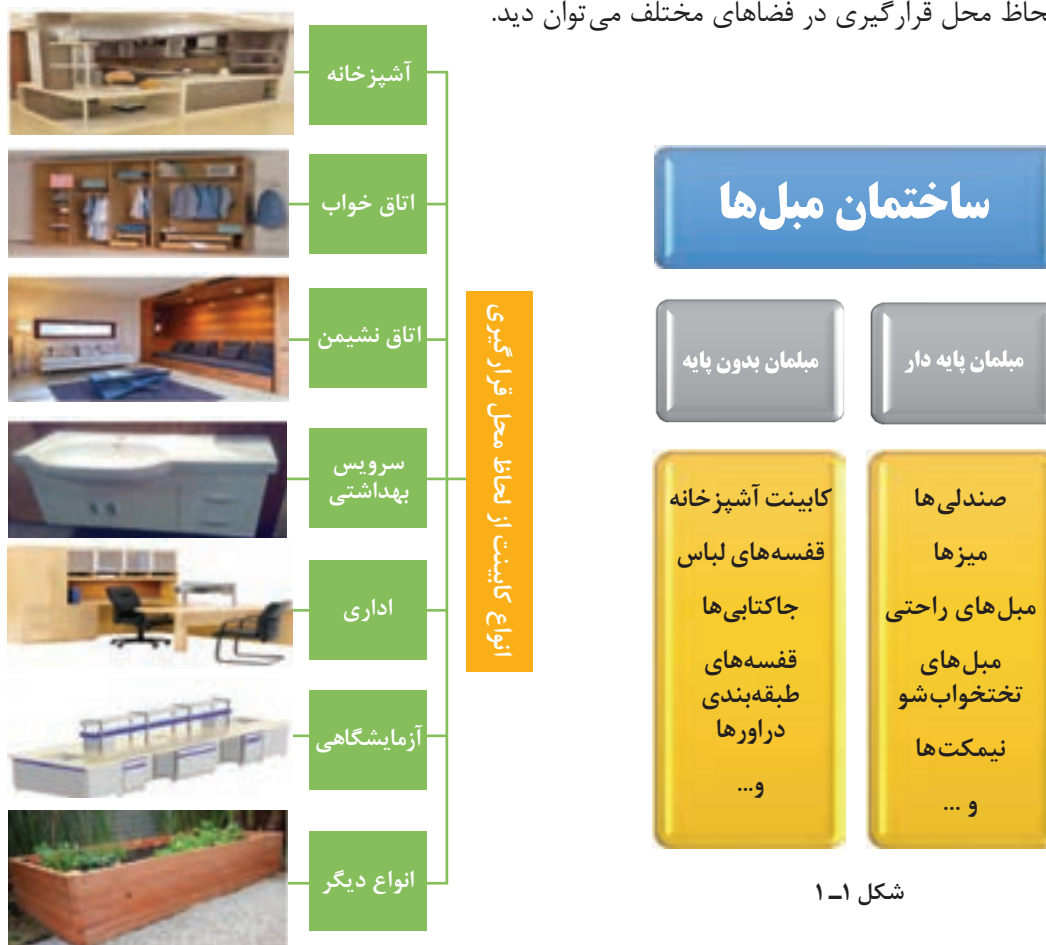 لحاظ محل قرارگیری در فضاهای مختلف می‌توان دید.
ساختمان مبل‌ها
مبلمان پایه دار
مبلمان بدون پایه
صندلی‌ها
میزها
مبل‌های راحتی
مبل‌های
تختخواب‌شو
نیمکت‌ها
و ...
کابینت آشپزخانه
قفسه‌های لباس
جاکتابی‌ها
قفسه‌های
طبقه‌بندی
دراورها
و...
شکل ۱ـ۱
انواع کابینت از لحاظ محل قرارگیری
آشپزخانه
اتاق خواب
اتاق نشیمن
سرویس
بهداشتی
اداری
آزمایشگاهی
انواع دیگر